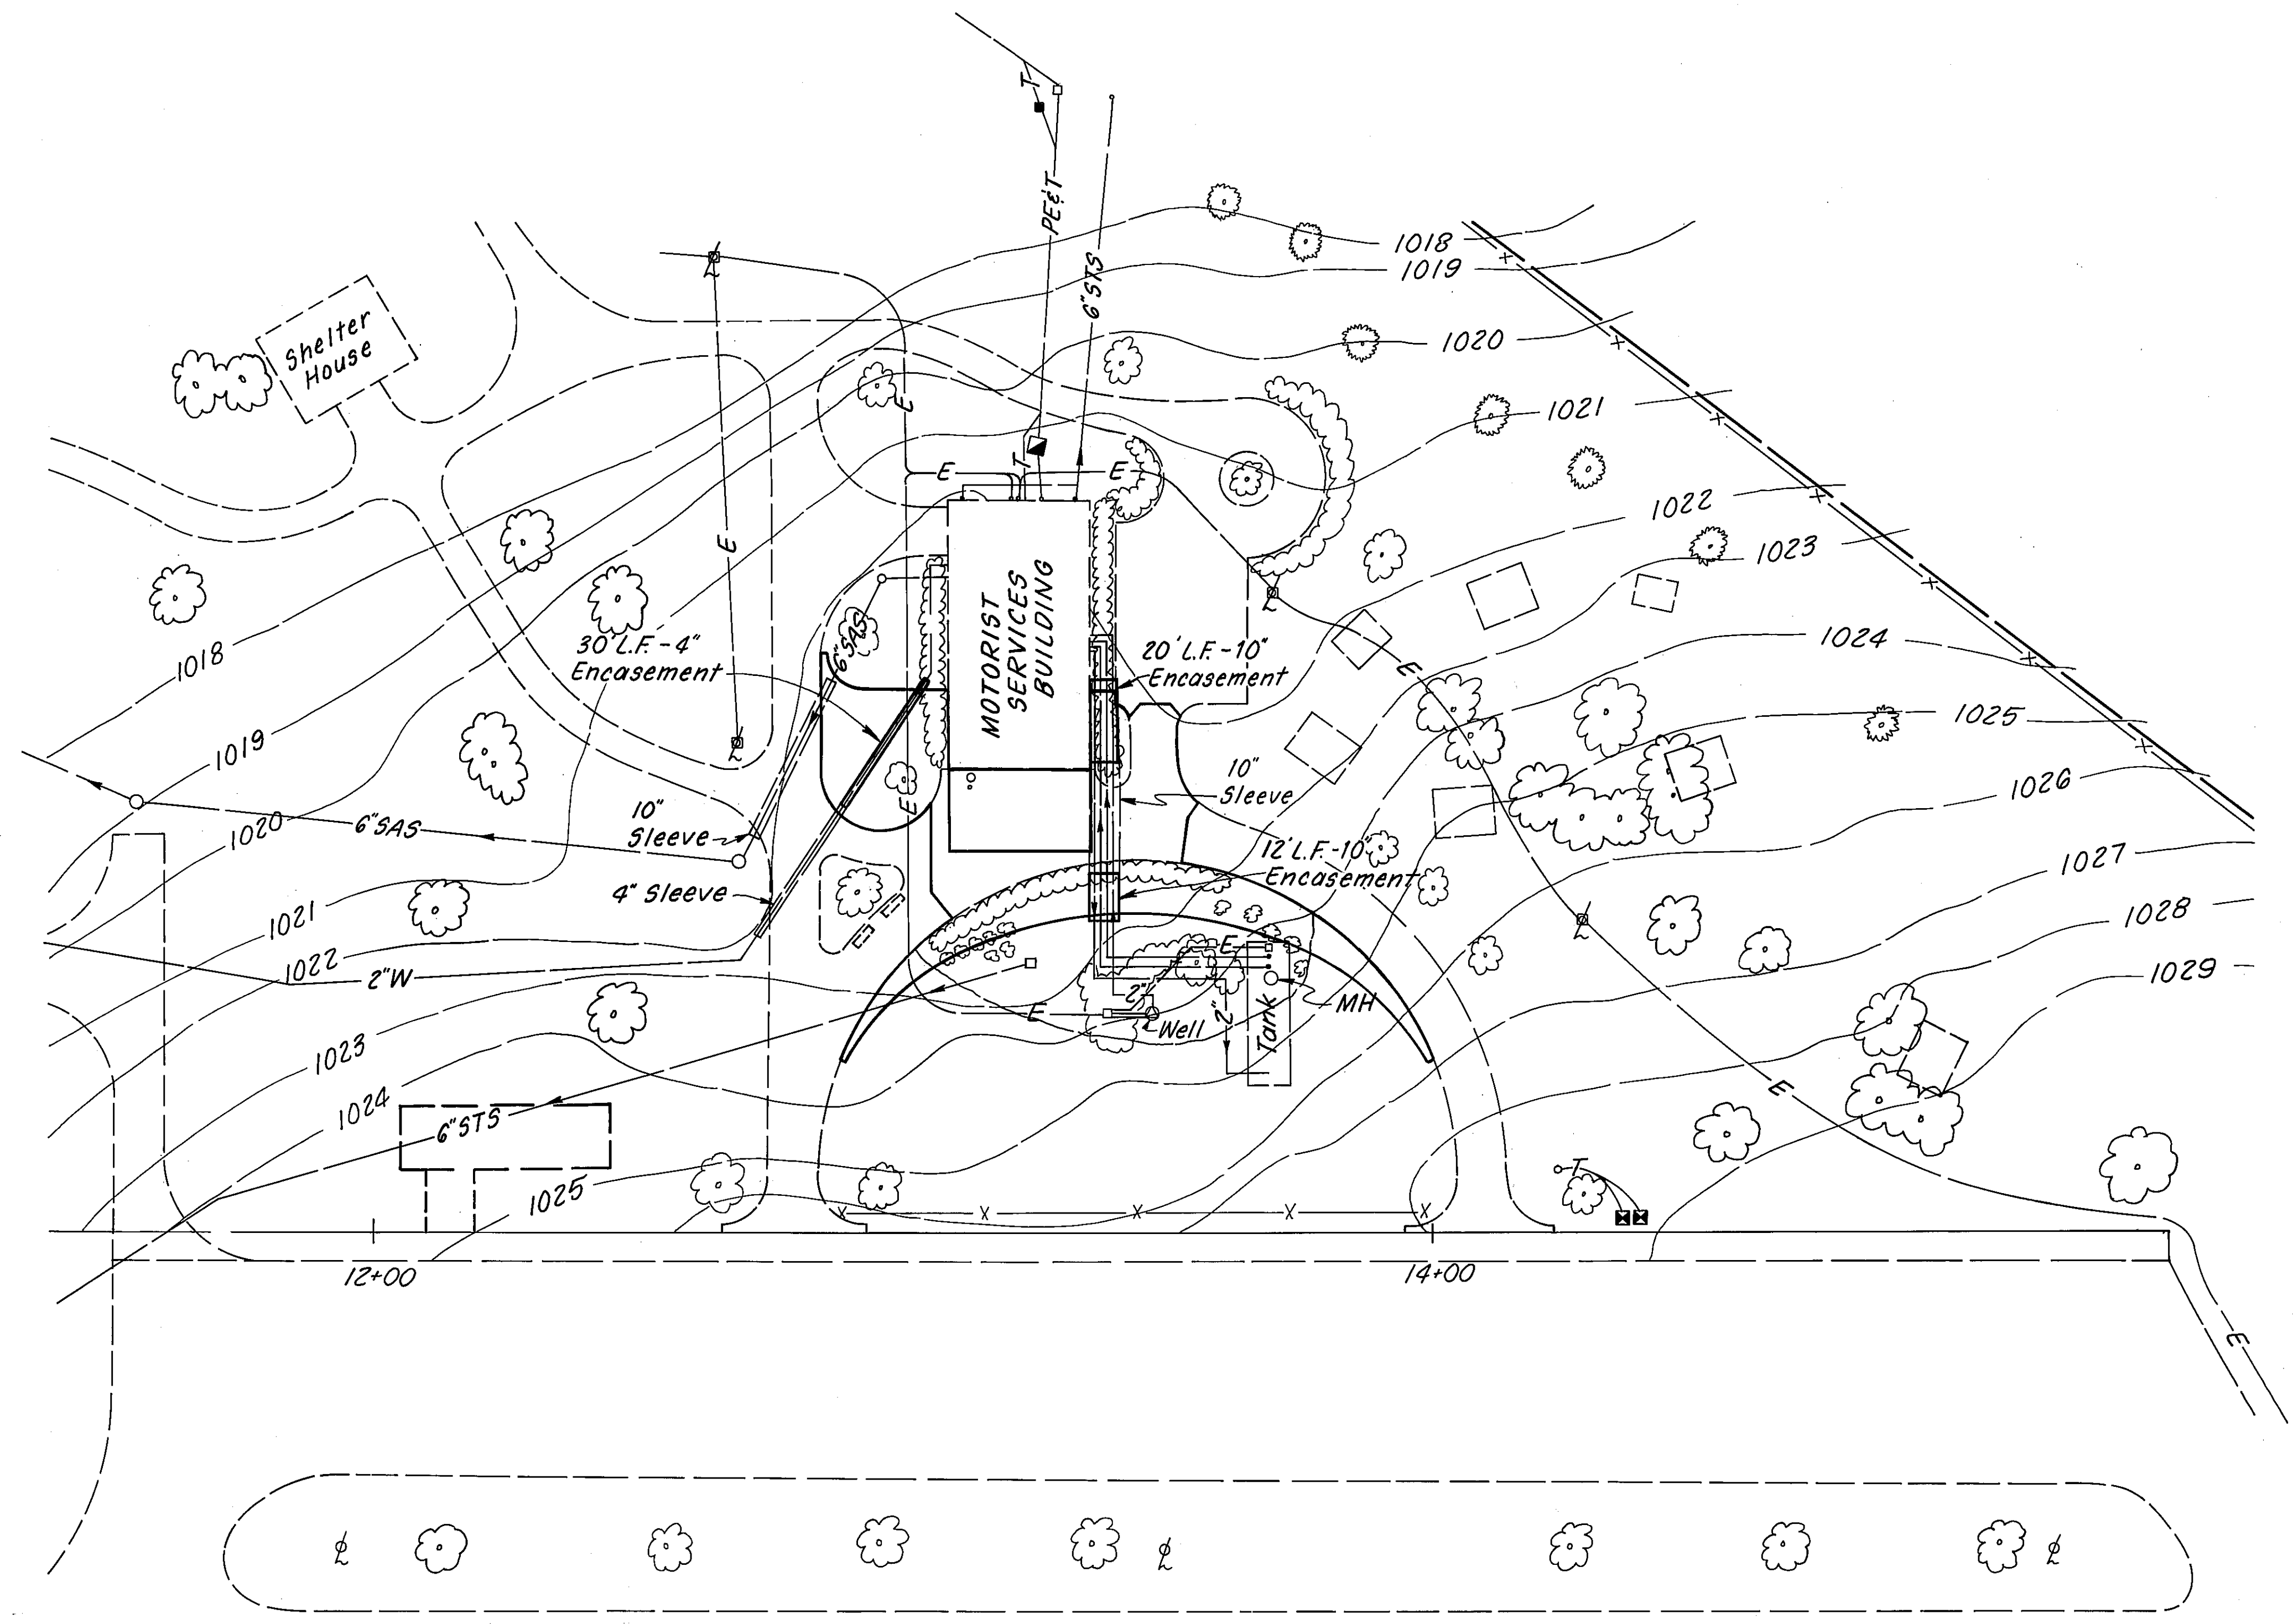 T
PE&T
6"STS
1018
1019
1020
Shelter
House
E
1021
T
E
E
1022
E
1023
MOTORIST
SERVICES
BUILDING
6"SAS
30' L.F. - 4"
Encasement
20' L.F. - 10"
Encasement
1024
E
1018
1025
1019
10"
Sleeve
1026
E
10"
Sleeve
1020
6"SAS
12' L.F. - 10"
Encasement
1027
4" Sleeve
1021
1028
E
1022
2"W
1029
2"
E
Well
2"
Tank
MH
1023
1024
E
6"STS
1025
T
12+00
14+00
E